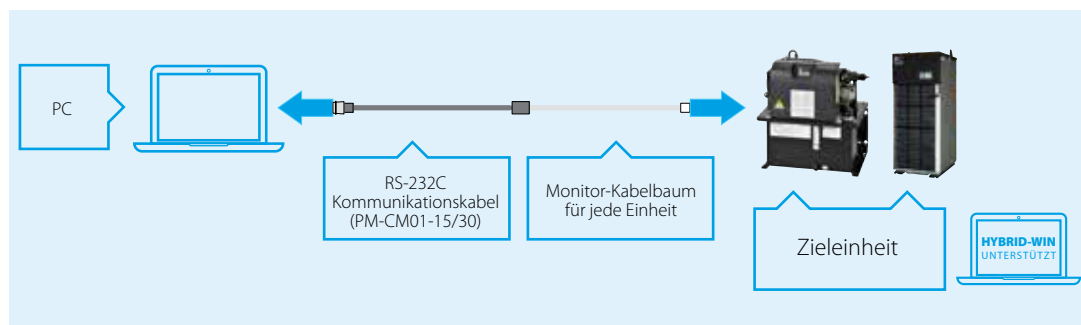 PC
RS-232C
Kommunikationskabel
(PM-CM01-15/30)
Monitor-Kabelbaum
für jede Einheit
Zieleinheit
HYBRID-WIN
UNTERSTÜTZT